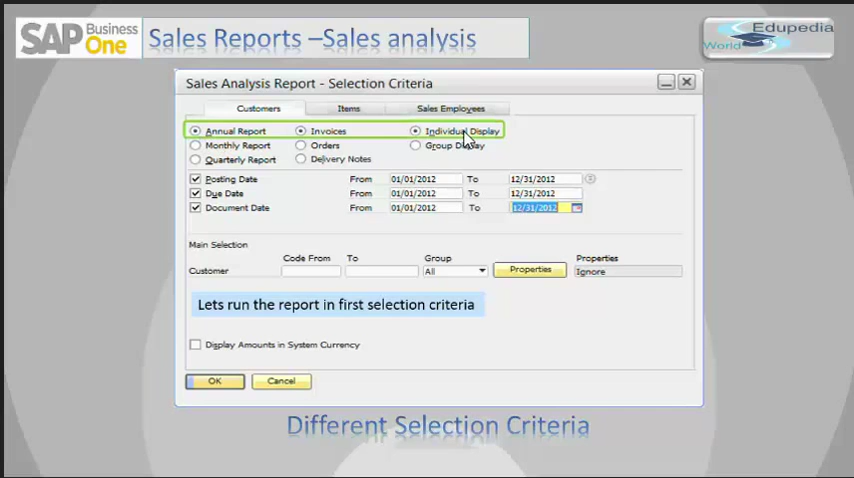 SAP Business One
Sales Reports –Sales analysis
Edupedia World
Sales Analysis Report - Selection Criteria
Customers Items Sales Employees
Annual Report Invoices Individual Display
Monthly Report Orders Group Display
Quarterly Report Delivery Notes
Posting Date From 01/01/2012 To 12/31/2012
Due Date From 01/01/2012 To 12/31/2012
Document Date From 01/01/2012 To 12/31/2012
Main Selection
Code From To Group Properties
Customer All Properties Ignore
Lets run the report in first selection criteria
Display Amounts in System Currency
OK Cancel
Different Selection Criteria